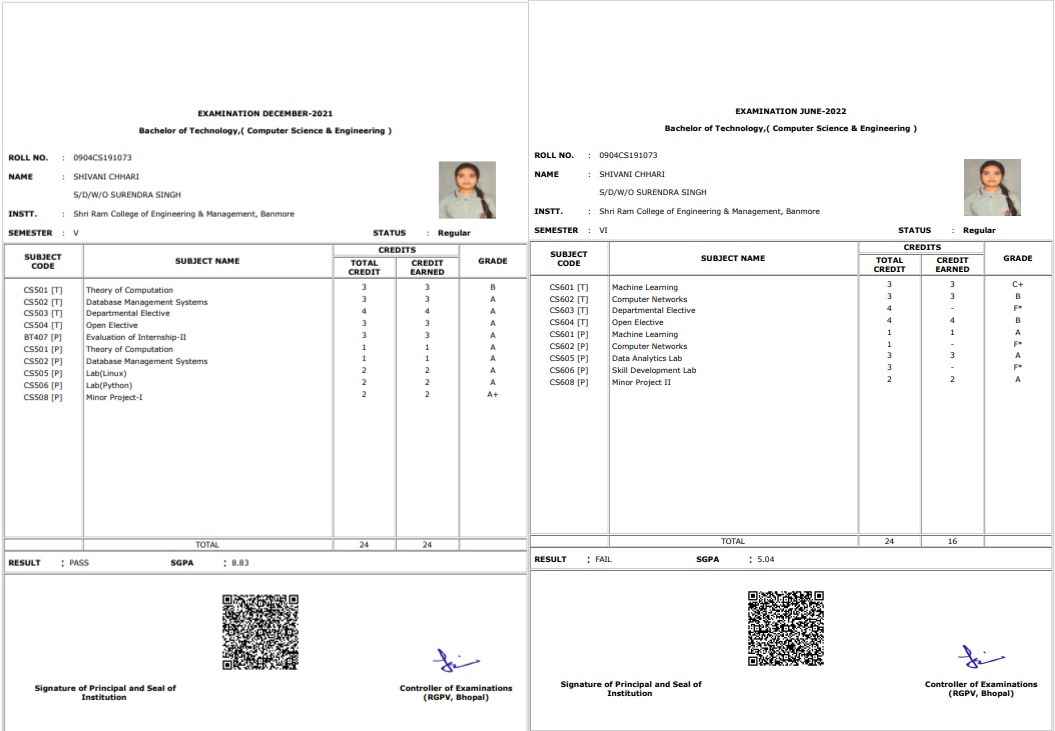 EXAMINATION DECEMBER-2021
Bachelor of Technology,( Computer Science & Engineering )
ROLL NO. : 0904CS191073
NAME : SHIVANI CHHARI
S/D/W/O SURENDRA SINGH
INSTT. : Shri Ram College of Engineering & Management, Banmore
SEMESTER : V STATUS : Regular
CREDITS
SUBJECT CODE SUBJECT NAME TOTAL CREDIT CREDIT EARNED GRADE
CS501 [T] Theory of Computation 3 3 B
CS502 [T] Database Management Systems 3 3 A
CS503 [T] Departmental Elective 4 4 A
CS504 [T] Open Elective 3 3 A
BT407 [P] Evaluation of Internship-II 3 3 A
CS501 [P] Theory of Computation 1 1 A
CS502 [P] Database Management Systems 1 1 A
CS505 [P] Lab(Linux) 2 2 A
CS506 [P] Lab(Python) 2 2 A
CS508 [P] Minor Project-I 2 2 A+
TOTAL 24 24
RESULT : PASS SGPA : 8.83
Signature of Principal and Seal of
Institution
Controller of Examinations
(RGPV, Bhopal)
EXAMINATION JUNE-2022
Bachelor of Technology,( Computer Science & Engineering )
ROLL NO. : 0904CS191073
NAME : SHIVANI CHHARI
S/D/W/O SURENDRA SINGH
INSTT. : Shri Ram College of Engineering & Management, Banmore
SEMESTER : VI STATUS : Regular
CREDITS
SUBJECT CODE SUBJECT NAME TOTAL CREDIT CREDIT EARNED GRADE
CS601 [T] Machine Learning 3 3 C+
CS602 [T] Computer Networks 3 3 B
CS603 [T] Departmental Elective 4 - F*
CS604 [T] Open Elective 4 4 B
CS601 [P] Machine Learning 1 1 A
CS602 [P] Computer Networks 1 - F*
CS605 [P] Data Analytics Lab 3 3 A
CS606 [P] Skill Development Lab 3 - F*
CS608 [P] Minor Project II 2 2 A
TOTAL 24 16
RESULT : FAIL SGPA : 5.04
Signature of Principal and Seal of
Institution
Controller of Examinations
(RGPV, Bhopal)